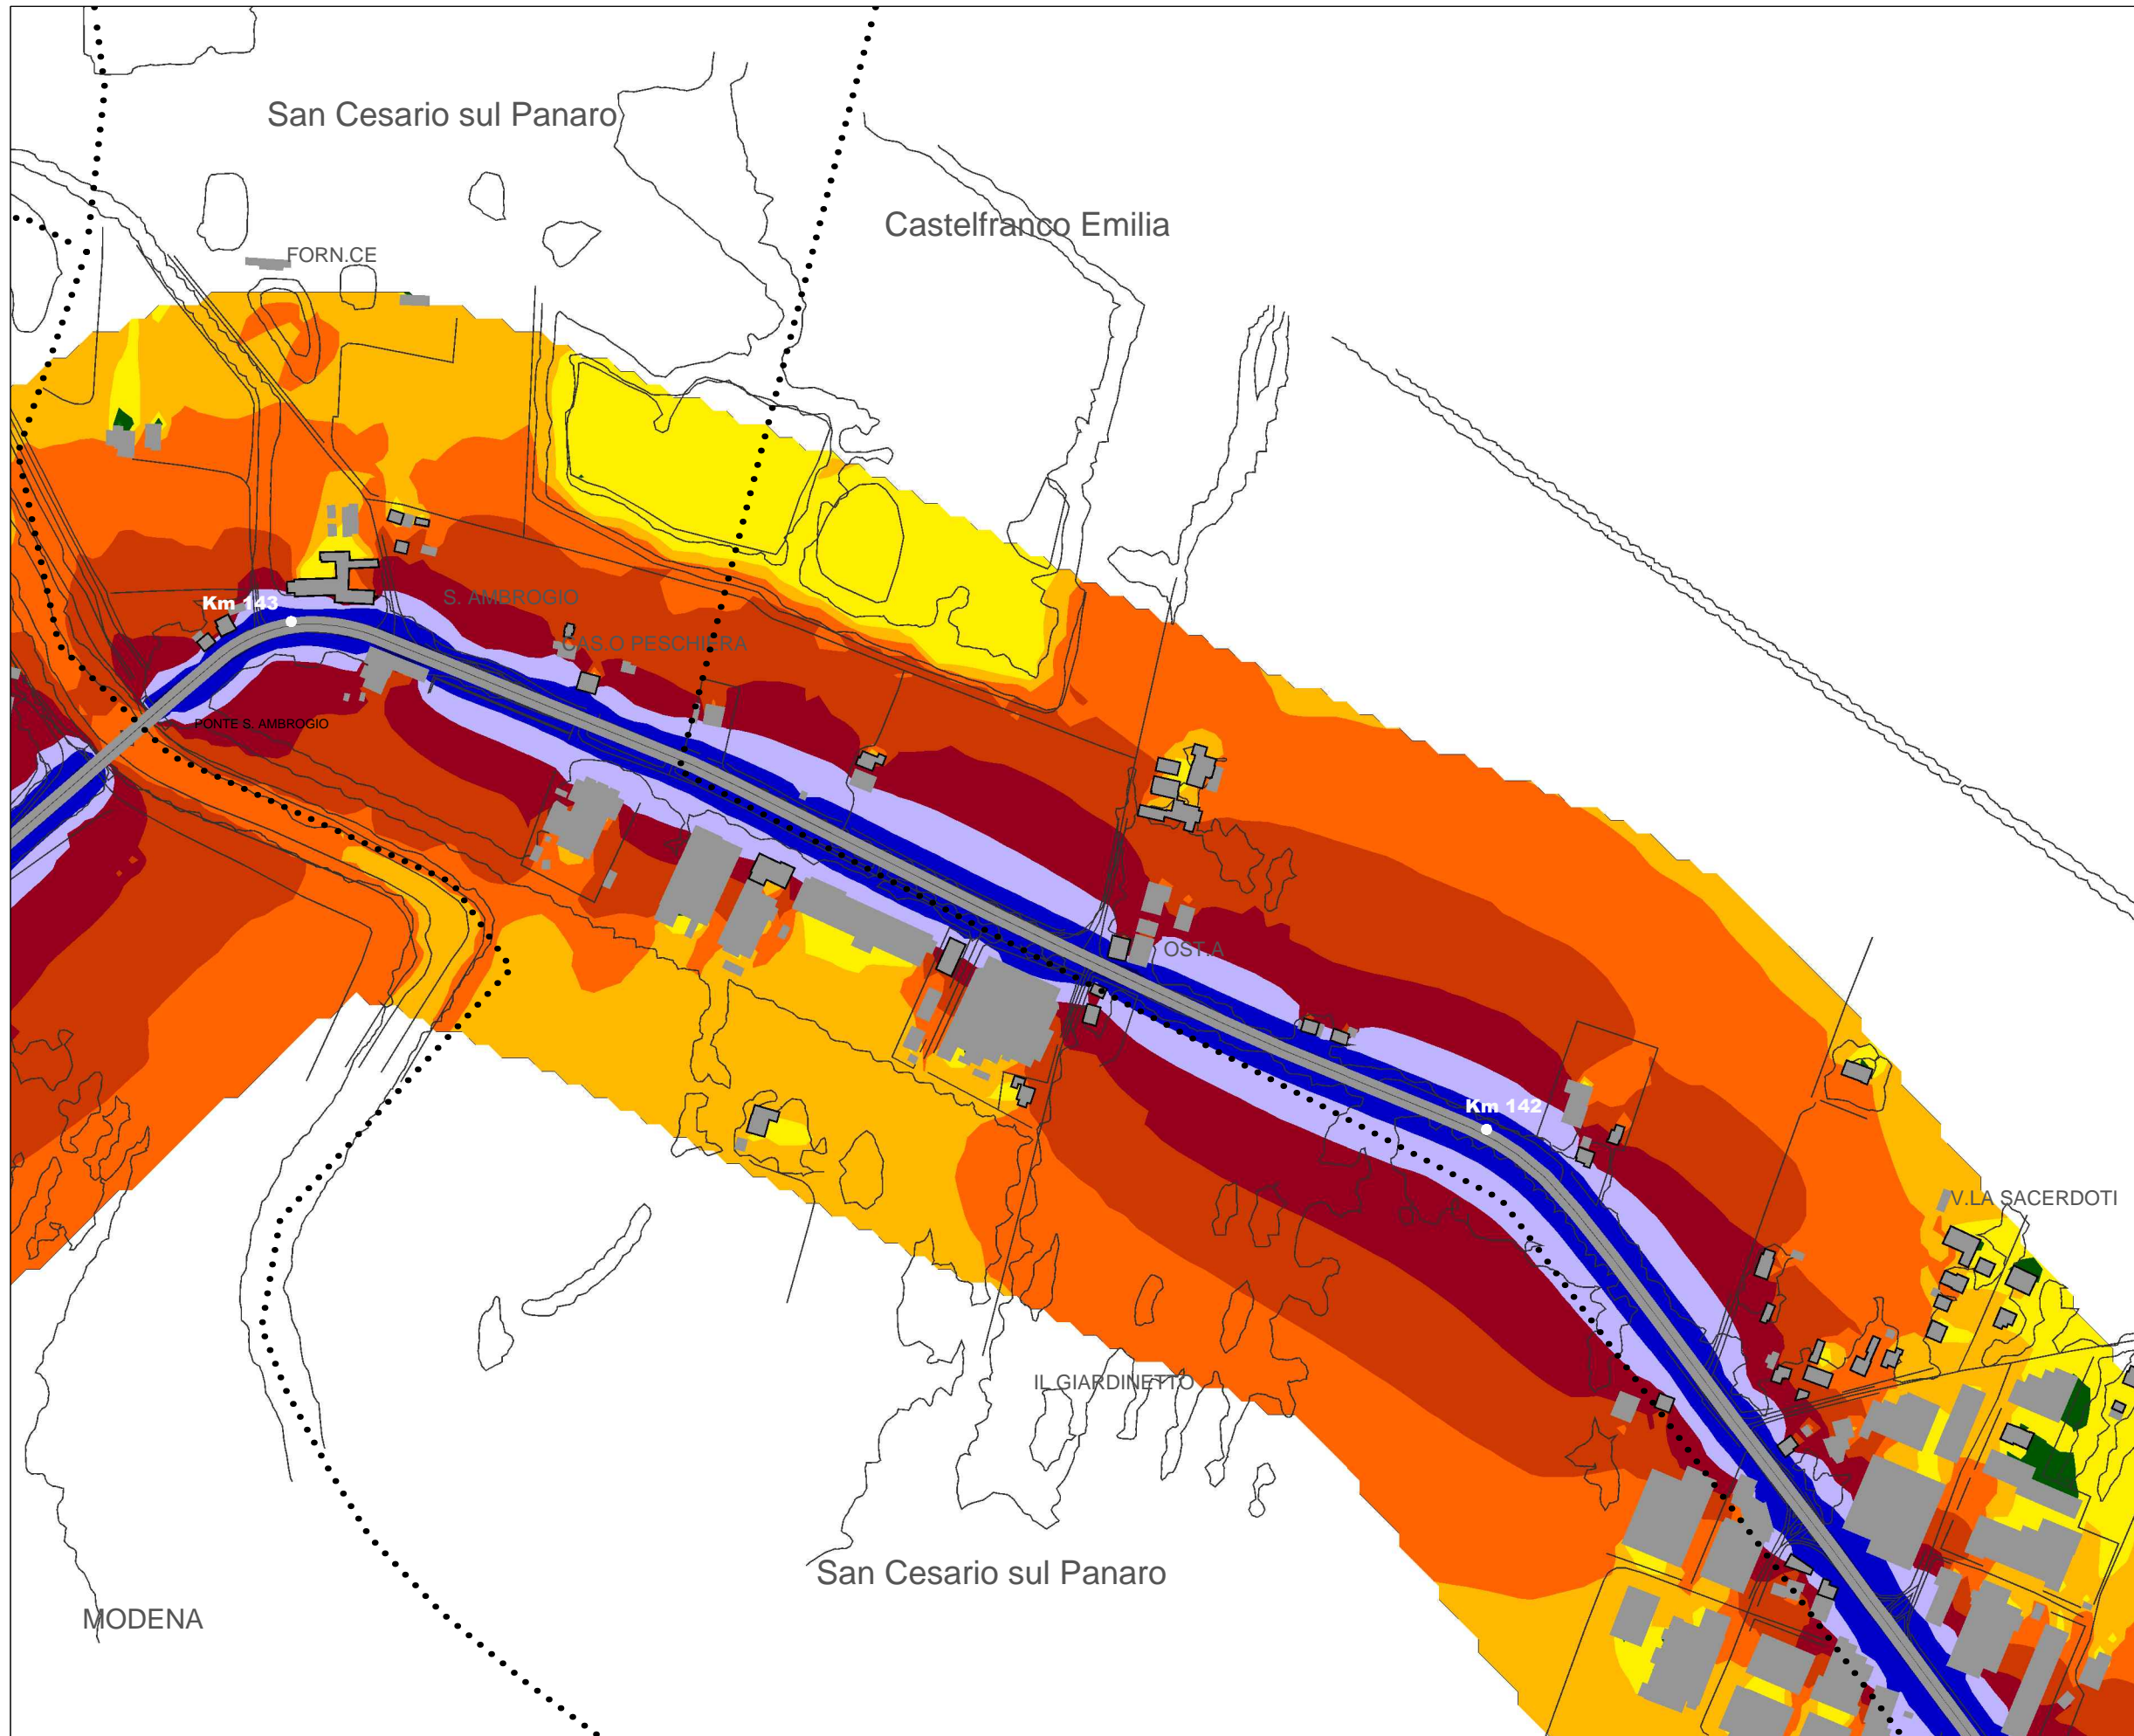 San Cesario sul Panaro
Castelfranco Emilia
FORN.CE
S. AMBROGIO
Km 143
CAS.O PESCHIERA
PONTE S. AMBROGIO
OST.A
Km 142
V.LA SACERDOTI
IL GIARDINETTO
San Cesario sul Panaro
MODENA